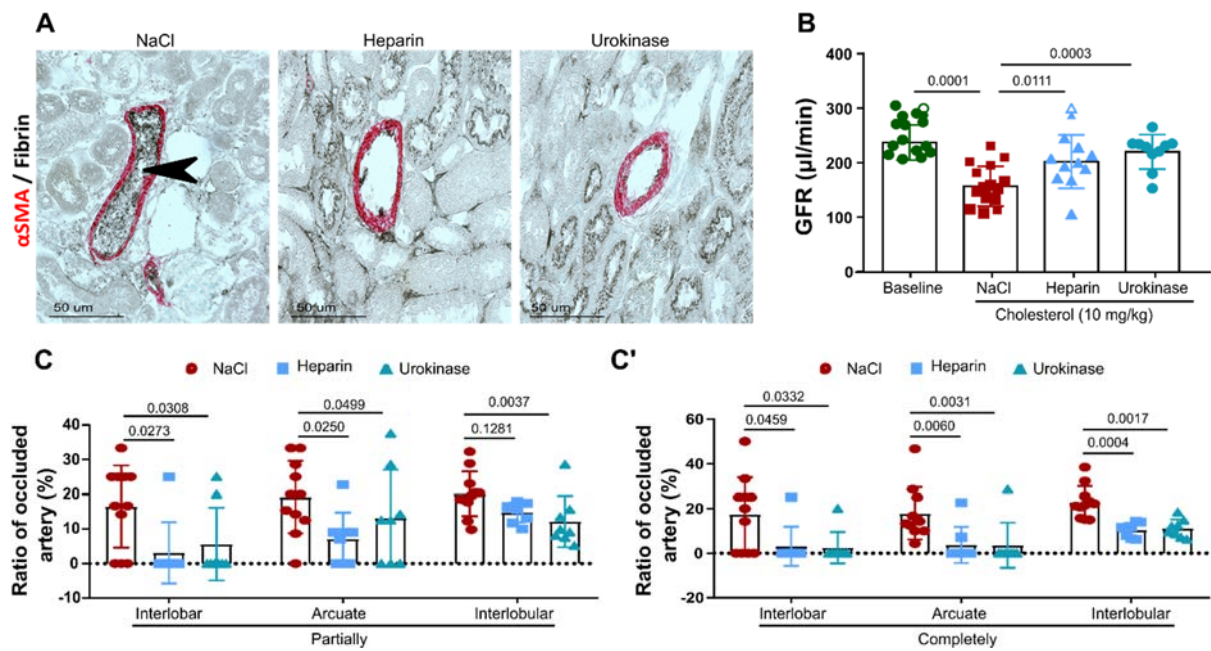 A
NaCl
Heparin
Urokinase
αSMA / Fibrin
50 um
50 um
50 um
B
0.0003
0.0001
0.0111
GFR (µl/min)
400
300
200
100
0
Baseline
NaCl
Heparin
Urokinase
Cholesterol (10 mg/kg)
C
NaCl
Heparin
Urokinase
0.0308
0.0273
0.0499
0.0250
0.0037
0.1281
Ratio of occluded
artery (%)
40
30
20
10
0
-10
Interlobar
Arcuate
Interlobular
Partially
C'
NaCl
Heparin
Urokinase
0.0332
0.0459
0.0031
0.0060
0.0017
0.0004
Ratio of occluded
artery (%)
60
40
20
0
-20
Interlobar
Arcuate
Interlobular
Completely